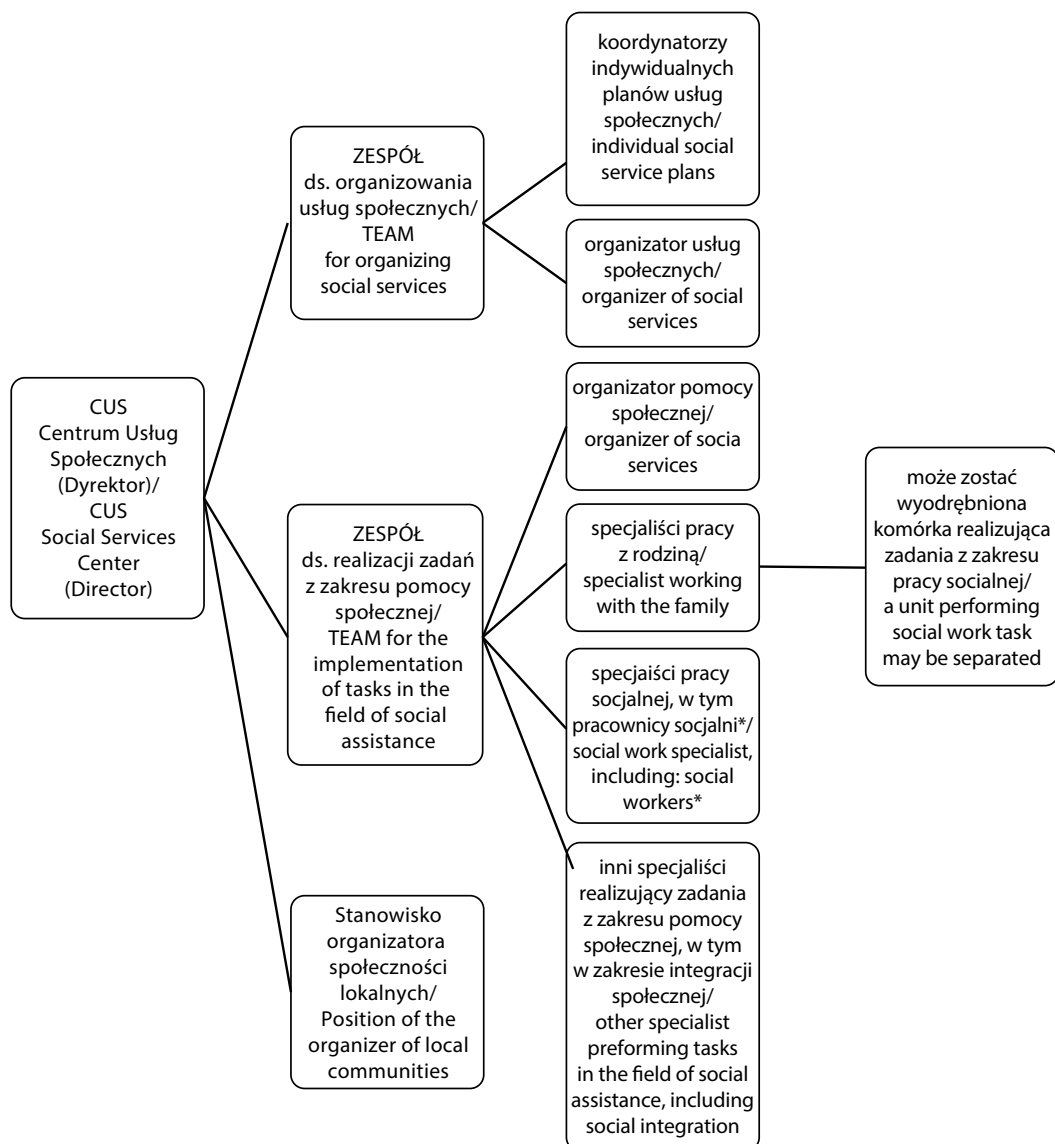 CUS
Centrum Usług
Społecznych
(Dyrektor)/
CUS
Social Services
Center
(Director)
ZESPÓŁ
ds. organizowania
usług społecznych/
TEAM
for organizing
social services
koordynatorzy
indywidualnych
planów usług
społecznych/
individual social
service plans
organizator usług
społecznych/
organizer of social
services
ZESPÓŁ
ds. realizacji zadań
z zakresu pomocy
społecznej/
TEAM for the
implementation
of tasks in the
field of social
assistance
organizator pomocy
społecznej/
organizer of socia
services
specjaliści pracy
z rodziną/
specialist working
with the family
może zostać
wyodrębniona
komórka realizująca
zadania z zakresu
pracy socialnej/
a unit performing
social work task
may be separated
specjaiści pracy
socjalnej, w tym
pracownicy socjalni*/
social work specialist,
including: social
workers*
inni specjaliści
realizujący zadania
z zakresu pomocy
społecznej, w tym
w zakresie integracji
społecznej/
other specialist
preforming tasks
in the field of social
assistance, including
social integration
Stanowisko
organizatora
społeczności
lokalnych/
Position of the
organizer of local
communities